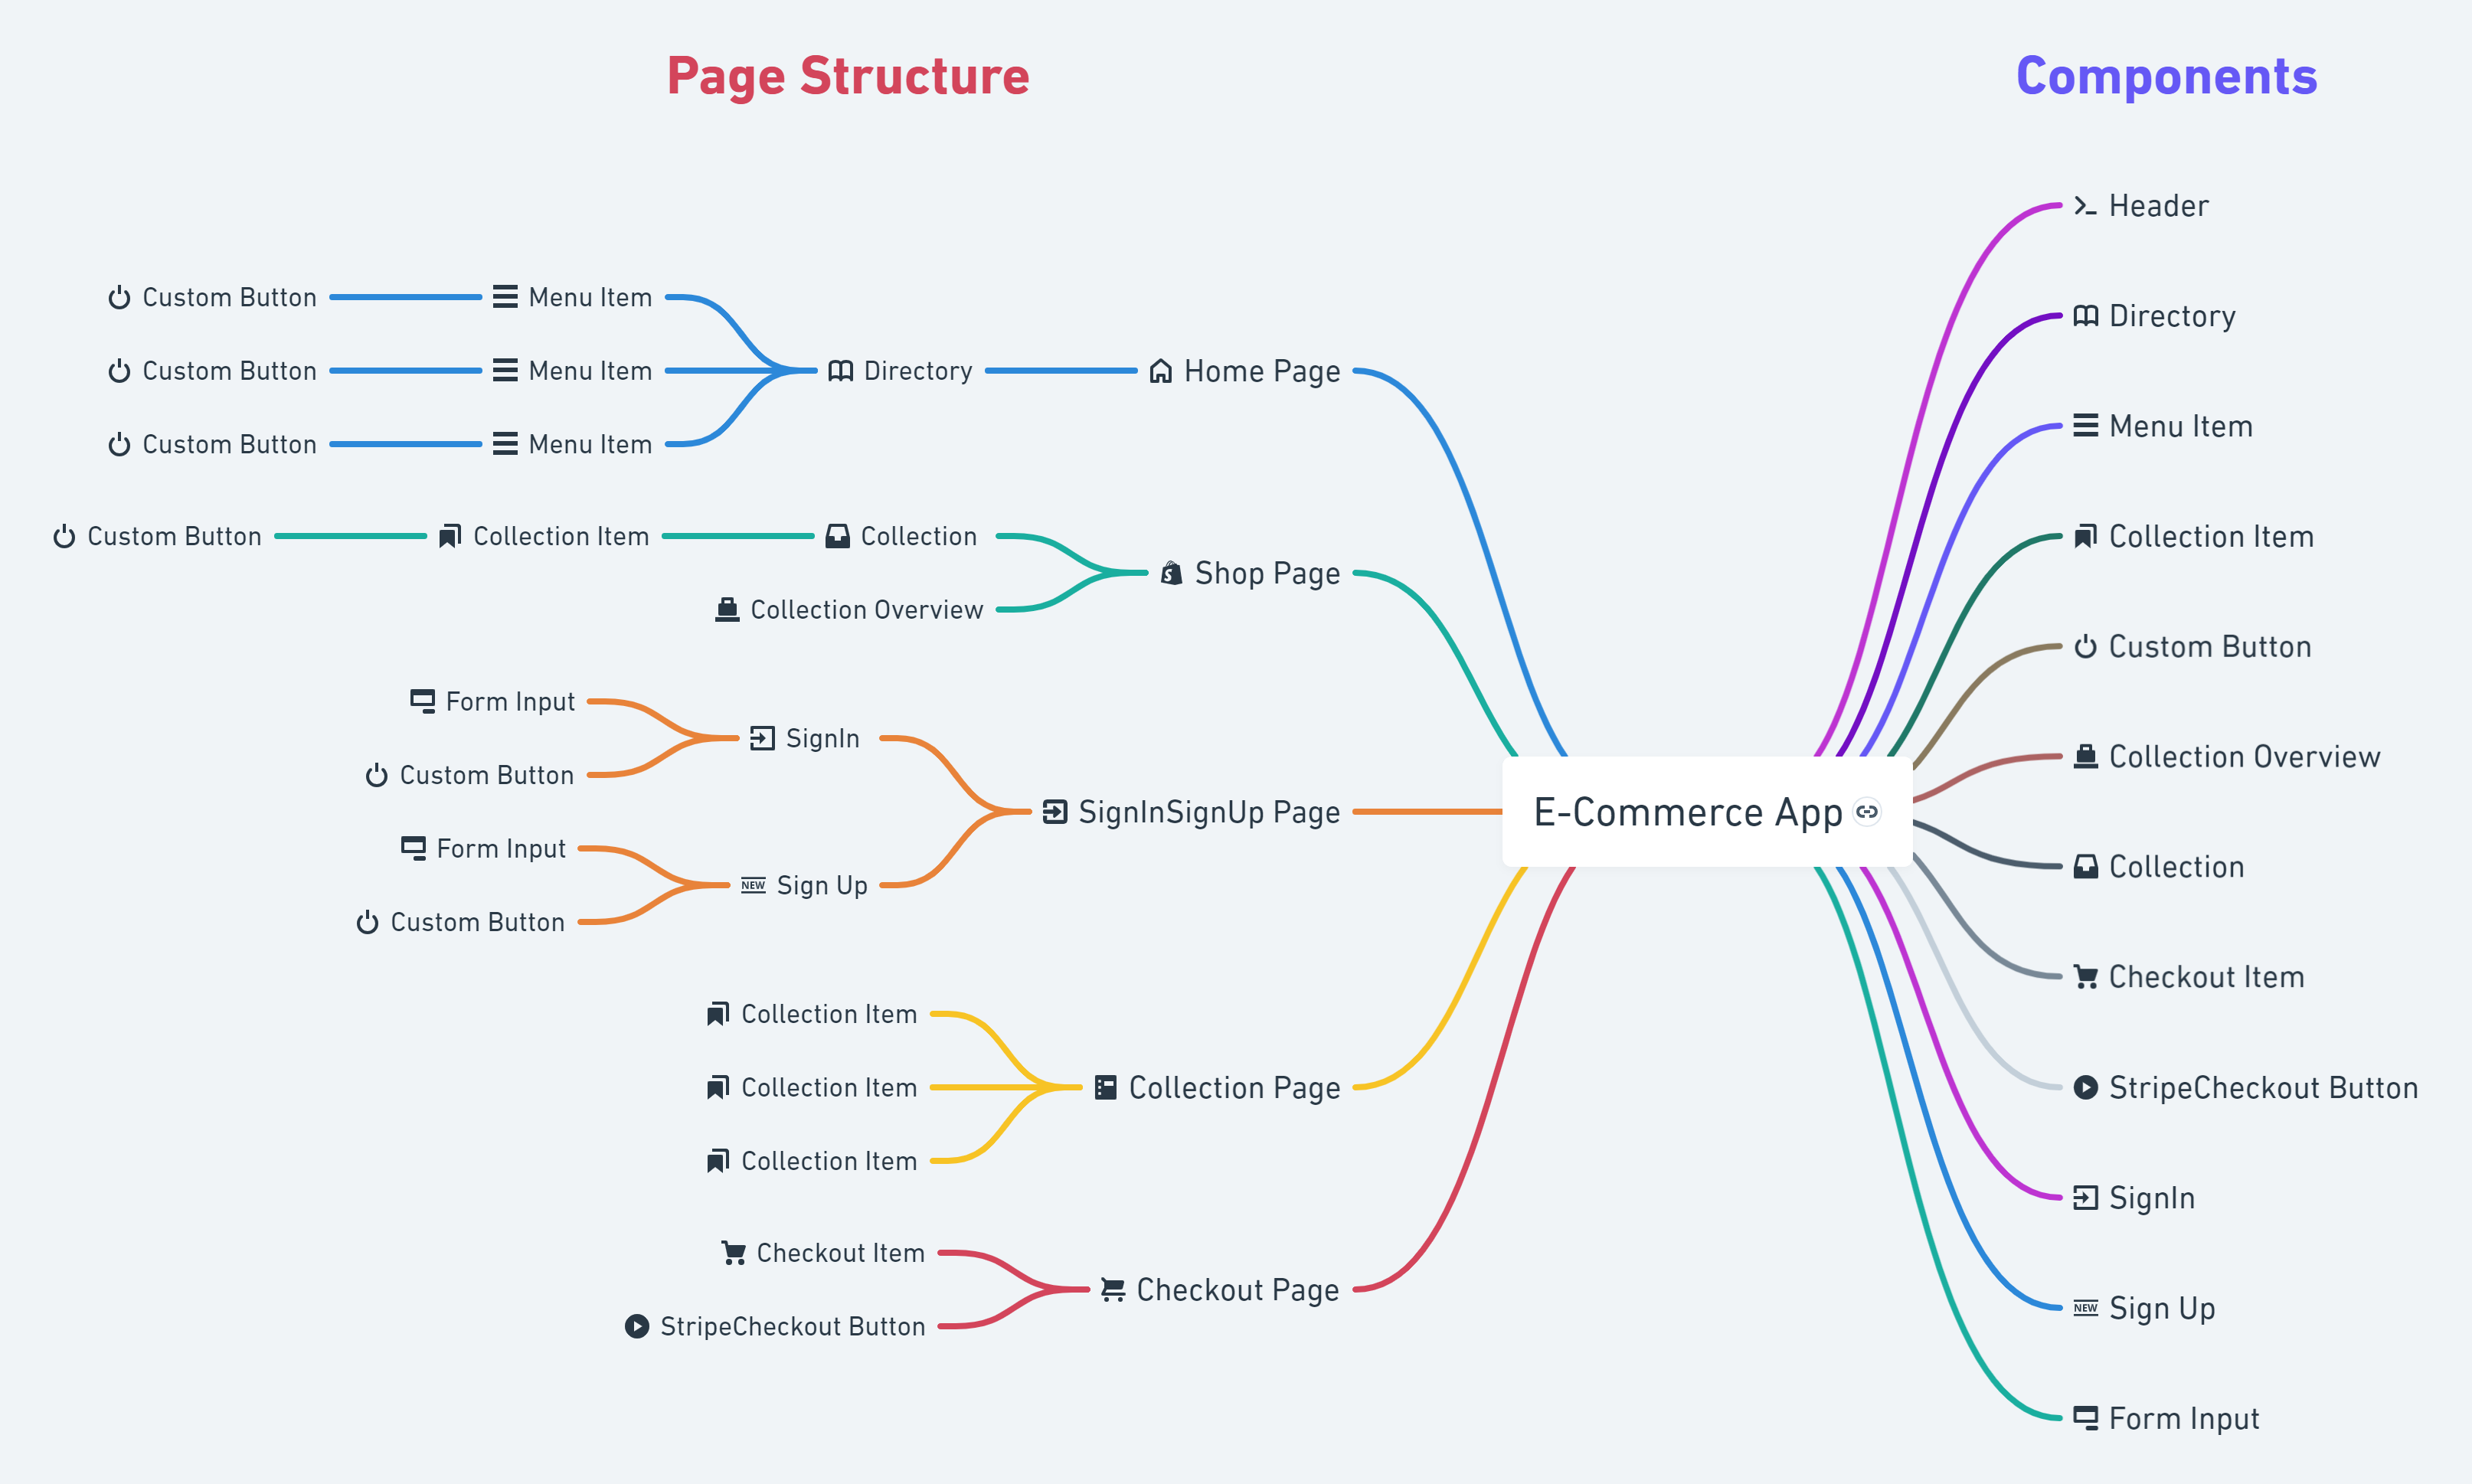 Page Structure
Components
Custom Button
Menu Item
Custom Button
Menu Item
Directory
Home Page
Custom Button
Menu Item
Custom Button
Collection Item
Collection
Shop Page
Collection Overview
Form Input
SignIn
Custom Button
SignInSignUp Page
Form Input
NEW Sign Up
Custom Button
Collection Item
Collection Item
Collection Page
Collection Item
Checkout Item
Checkout Page
StripeCheckout Button
E-Commerce App
Header
Directory
Menu Item
Collection Item
Custom Button
Collection Overview
Collection
Checkout Item
StripeCheckout Button
SignIn
NEW Sign Up
Form Input